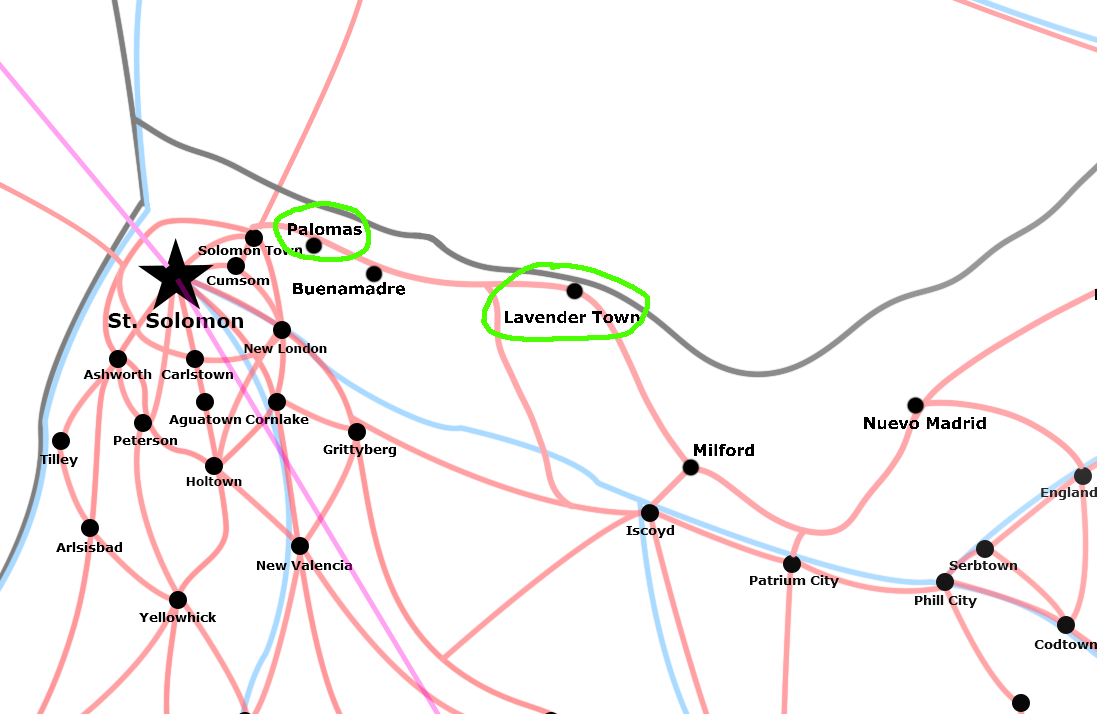 Palomas
Solomon Town
Cumsom
Buenamadre
Lavender Town
St. Solomon
New London
Ashworth
Carlstown
Aguatown
Cornlake
Peterson
Nuevo Madrid
Tilley
Grittyberg
Milford
Holtown
England
Iscoyd
Arlsisbad
New Valencia
Serbtown
Patrium City
Phill City
Yellowhick
Codtown